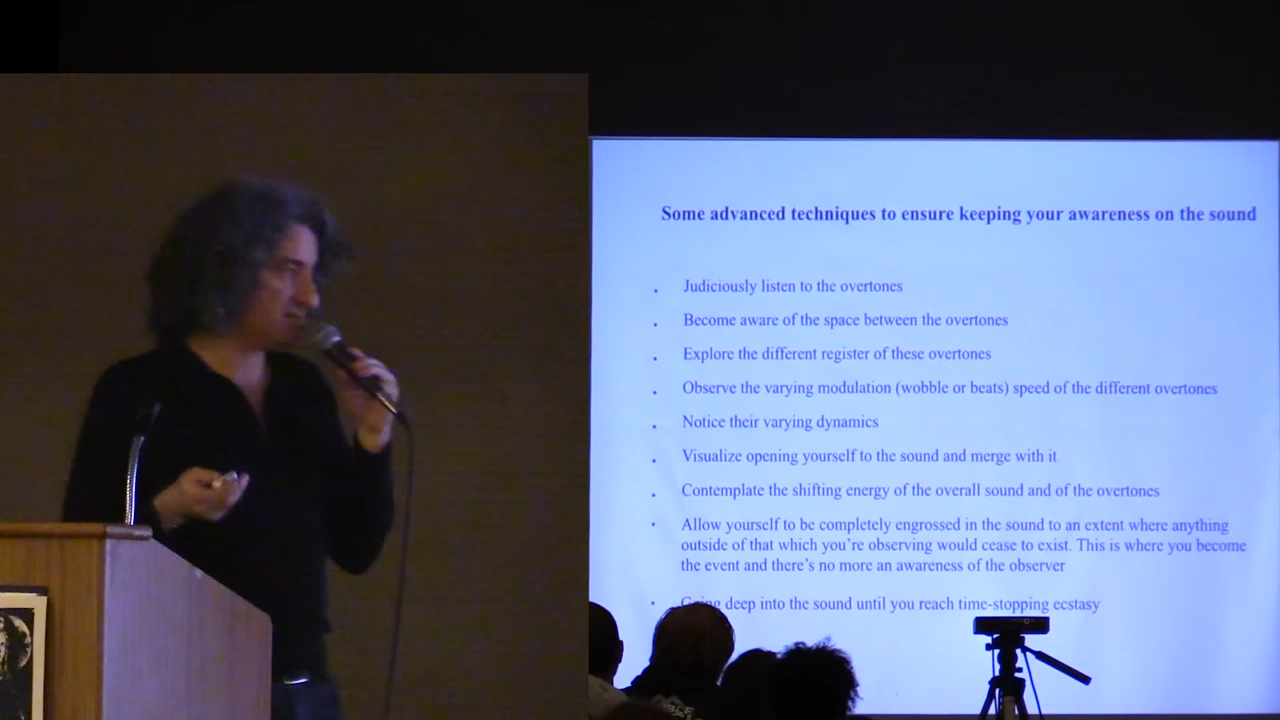 Some advanced techniques to ensure keeping your awareness on the sound
Judiciously listen to the overtones
Become aware of the space between the overtones
Explore the different register of these overtones
Observe the varying modulation (wobble or beats) speed of the different overtones
Notice their varying dynamics
Visualize opening yourself to the sound and merge with it
Contemplate the shifting energy of the overall sound and of the overtones
Allow yourself to be completely engrossed in the sound to an extent where anything
outside of that which you're observing would cease to exist. This is where you become
the event and there's no more an awareness of the observer
Going deep into the sound until you reach time-stopping ecstasy